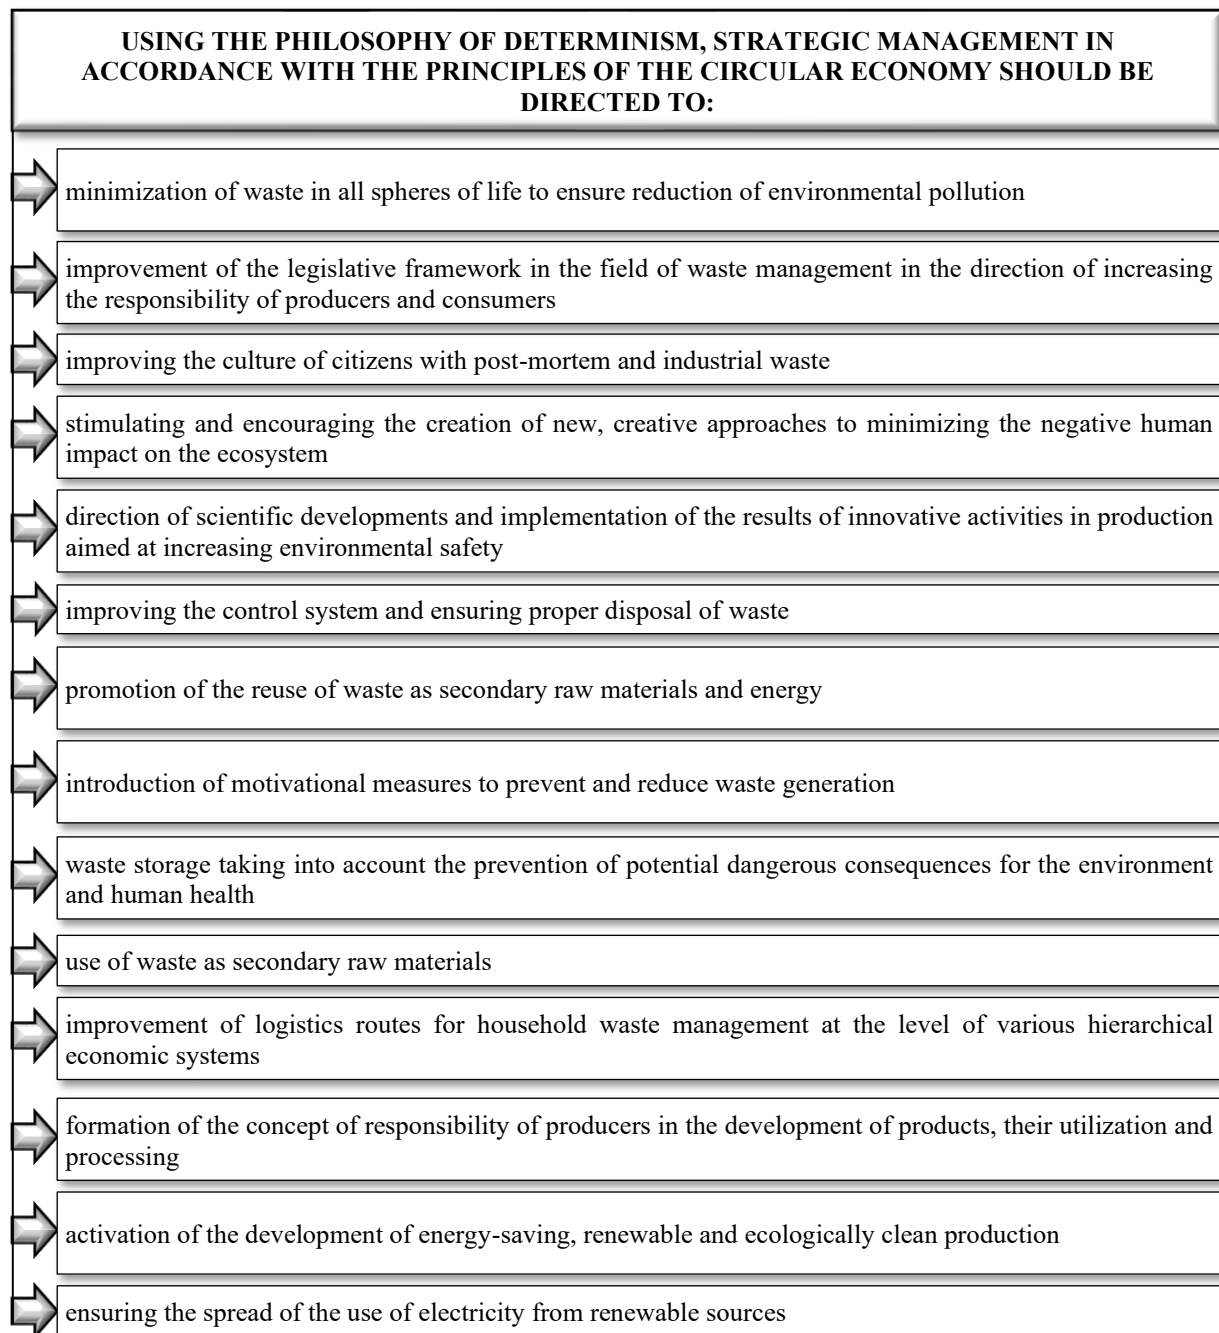 USING THE PHILOSOPHY OF DETERMINISM, STRATEGIC MANAGEMENT IN
ACCORDANCE WITH THE PRINCIPLES OF THE CIRCULAR ECONOMY SHOULD BE
DIRECTED TO:
minimization of waste in all spheres of life to ensure reduction of environmental pollution
improvement of the legislative framework in the field of waste management in the direction of increasing
the responsibility of producers and consumers
improving the culture of citizens with post-mortem and industrial waste
stimulating and encouraging the creation of new, creative approaches to minimizing the negative human
impact on the ecosystem
direction of scientific developments and implementation of the results of innovative activities in production
aimed at increasing environmental safety
improving the control system and ensuring proper disposal of waste
promotion of the reuse of waste as secondary raw materials and energy
introduction of motivational measures to prevent and reduce waste generation
waste storage taking into account the prevention of potential dangerous consequences for the environment
and human health
use of waste as secondary raw materials
improvement of logistics routes for household waste management at the level of various hierarchical
economic systems
formation of the concept of responsibility of producers in the development of products, their utilization and
processing
activation of the development of energy-saving, renewable and ecologically clean production
ensuring the spread of the use of electricity from renewable sources